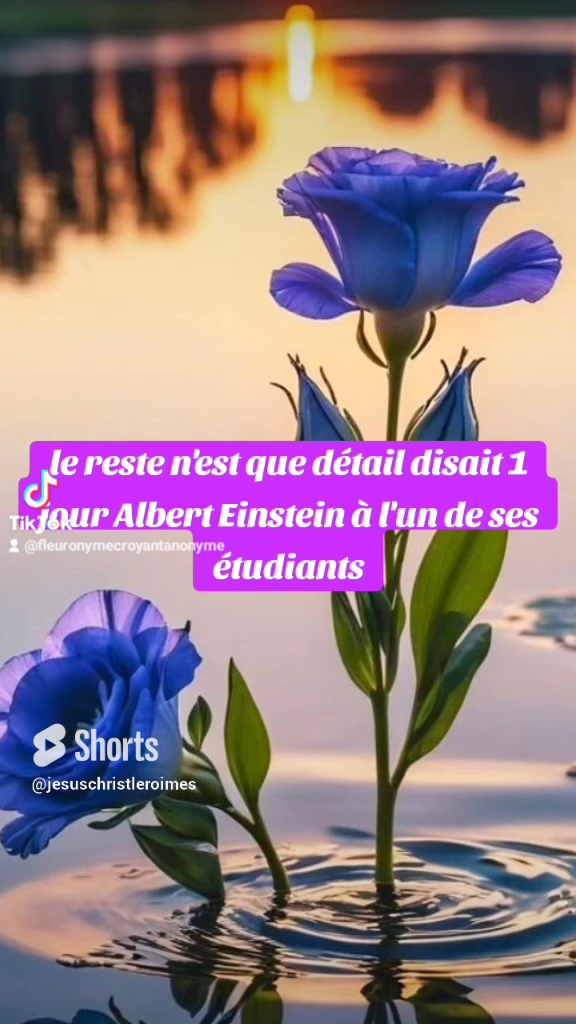 le reste n'est que détail disait 1
jour Albert Einstein à l'un de ses
étudiants
TikTok
@fleuronymecroyantanonyme
Shorts
@jesuschristleroimes